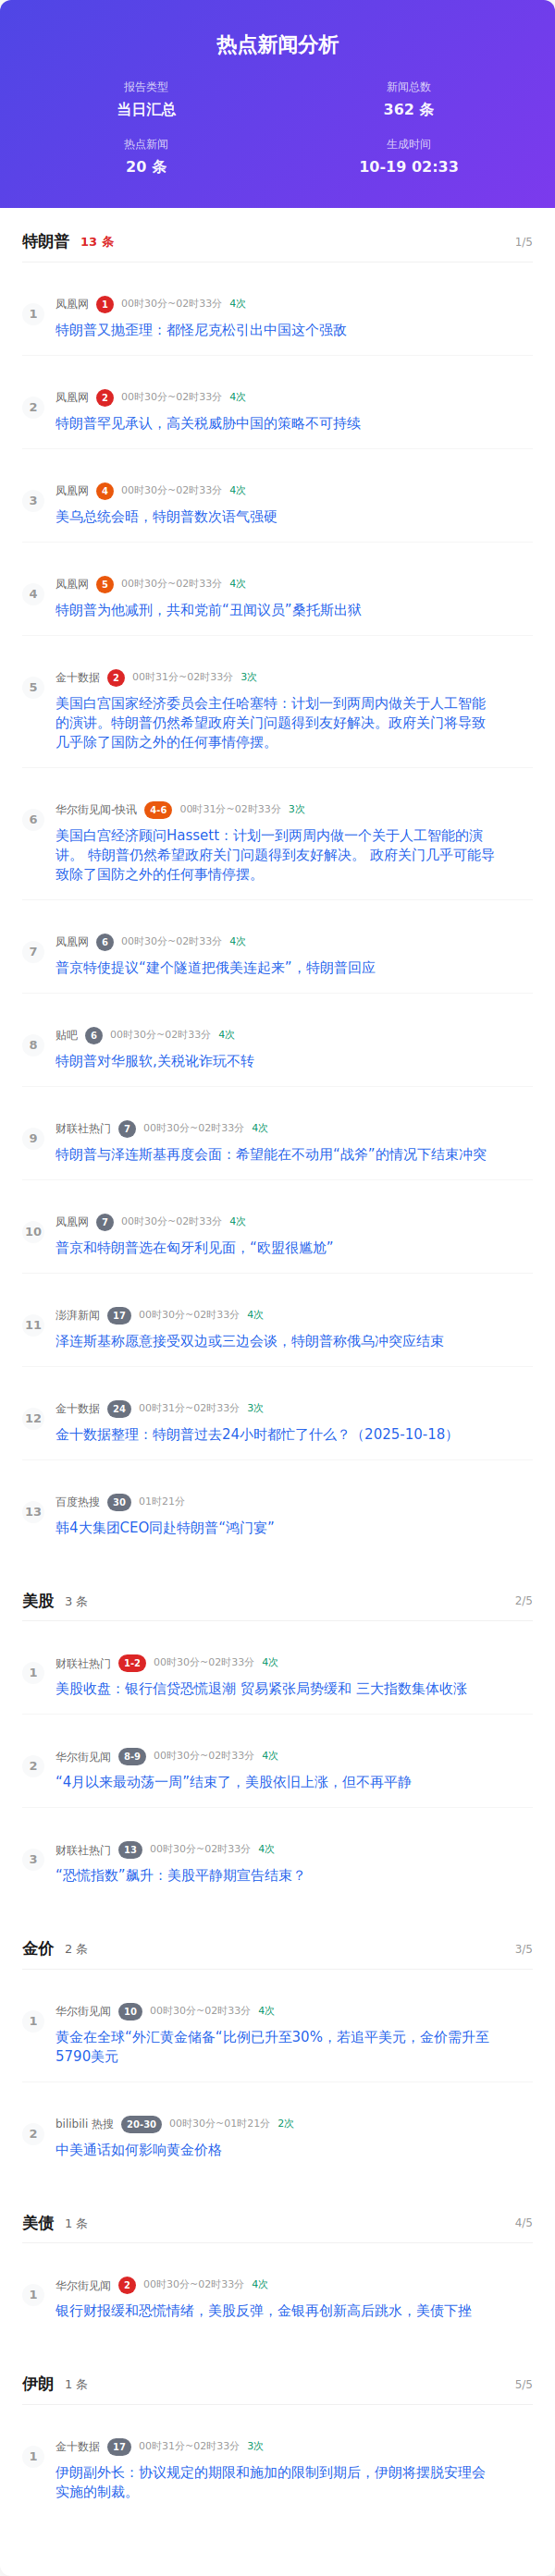 热点新闻分析
报告类型
当日汇总
新闻总数
362 条
热点新闻
20 条
生成时间
10-19 02:33
特朗普 13 条 1/5
1 凤凰网 1 00时30分~02时33分 4次
特朗普又抛歪理：都怪尼克松引出中国这个强敌
2 凤凰网 2 00时30分~02时33分 4次
特朗普罕见承认，高关税威胁中国的策略不可持续
3 凤凰网 4 00时30分~02时33分 4次
美乌总统会晤，特朗普数次语气强硬
4 凤凰网 5 00时30分~02时33分 4次
特朗普为他减刑，共和党前“丑闻议员”桑托斯出狱
5 金十数据 2 00时31分~02时33分 3次
美国白宫国家经济委员会主任哈塞特：计划一到两周内做关于人工智能
的演讲。特朗普仍然希望政府关门问题得到友好解决。政府关门将导致
几乎除了国防之外的任何事情停摆。
6 华尔街见闻-快讯 4-6 00时31分~02时33分 3次
美国白宫经济顾问Hassett：计划一到两周内做一个关于人工智能的演
讲。 特朗普仍然希望政府关门问题得到友好解决。 政府关门几乎可能导
致除了国防之外的任何事情停摆。
7 凤凰网 6 00时30分~02时33分 4次
普京特使提议“建个隧道把俄美连起来”，特朗普回应
8 贴吧 6 00时30分~02时33分 4次
特朗普对华服软,关税讹诈玩不转
9 财联社热门 7 00时30分~02时33分 4次
特朗普与泽连斯基再度会面：希望能在不动用“战斧”的情况下结束冲突
10 凤凰网 7 00时30分~02时33分 4次
普京和特朗普选在匈牙利见面，“欧盟很尴尬”
11 澎湃新闻 17 00时30分~02时33分 4次
泽连斯基称愿意接受双边或三边会谈，特朗普称俄乌冲突应结束
12 金十数据 24 00时31分~02时33分 3次
金十数据整理：特朗普过去24小时都忙了什么？（2025-10-18）
13 百度热搜 30 01时21分
韩4大集团CEO同赴特朗普“鸿门宴”
美股 3 条 2/5
1 财联社热门 1-2 00时30分~02时33分 4次
美股收盘：银行信贷恐慌退潮 贸易紧张局势缓和 三大指数集体收涨
2 华尔街见闻 8-9 00时30分~02时33分 4次
“4月以来最动荡一周”结束了，美股依旧上涨，但不再平静
3 财联社热门 13 00时30分~02时33分 4次
“恐慌指数”飙升：美股平静期宣告结束？
金价 2 条 3/5
1 华尔街见闻 10 00时30分~02时33分 4次
黄金在全球“外汇黄金储备“比例已升至30%，若追平美元，金价需升至
5790美元
2 bilibili 热搜 20-30 00时30分~01时21分 2次
中美通话如何影响黄金价格
美债 1 条 4/5
1 华尔街见闻 2 00时30分~02时33分 4次
银行财报缓和恐慌情绪，美股反弹，金银再创新高后跳水，美债下挫
伊朗 1 条 5/5
1 金十数据 17 00时31分~02时33分 3次
伊朗副外长：协议规定的期限和施加的限制到期后，伊朗将摆脱安理会
实施的制裁。